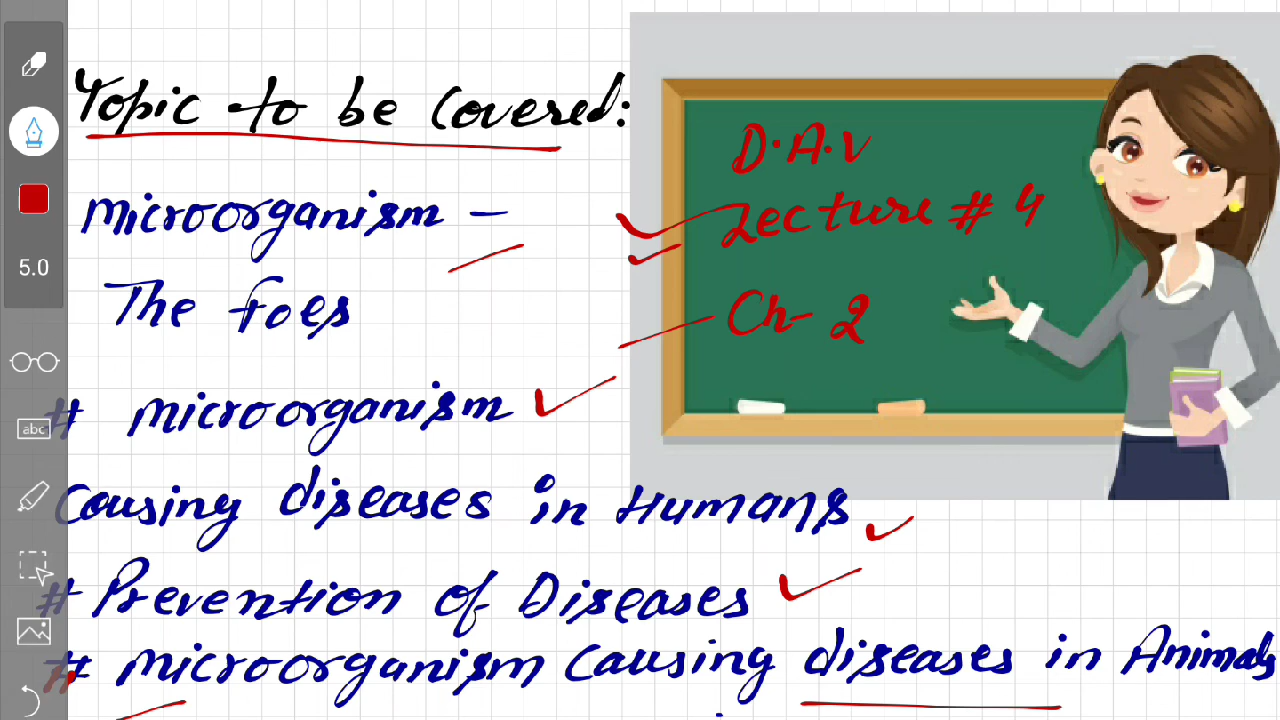 Topic to be Covered:
Microorganism -
The foes
# Microorganism
Causing diseases in Humans
# Prevention of Diseases
# Microorganism Causing diseases in Animals
D.A.V
Lecture # 4
Ch- 2
5.0
abc